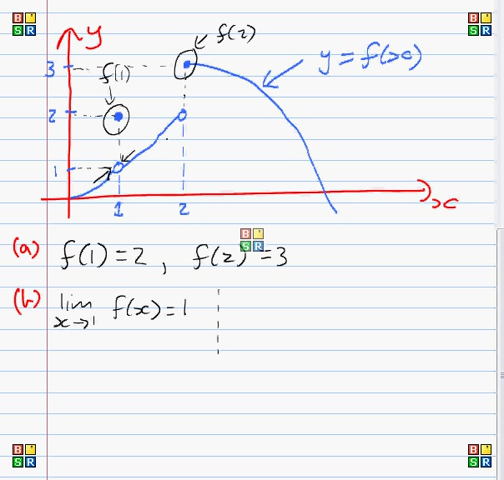 y
f(2)
3
f(1)
y = f(x)
2
1
1
2
x
(a) f(1) = 2 , f(2) = 3
(b) lim x→1 f(x) = 1
B
S R
B
S R
B
S R
B
S R
B
S R